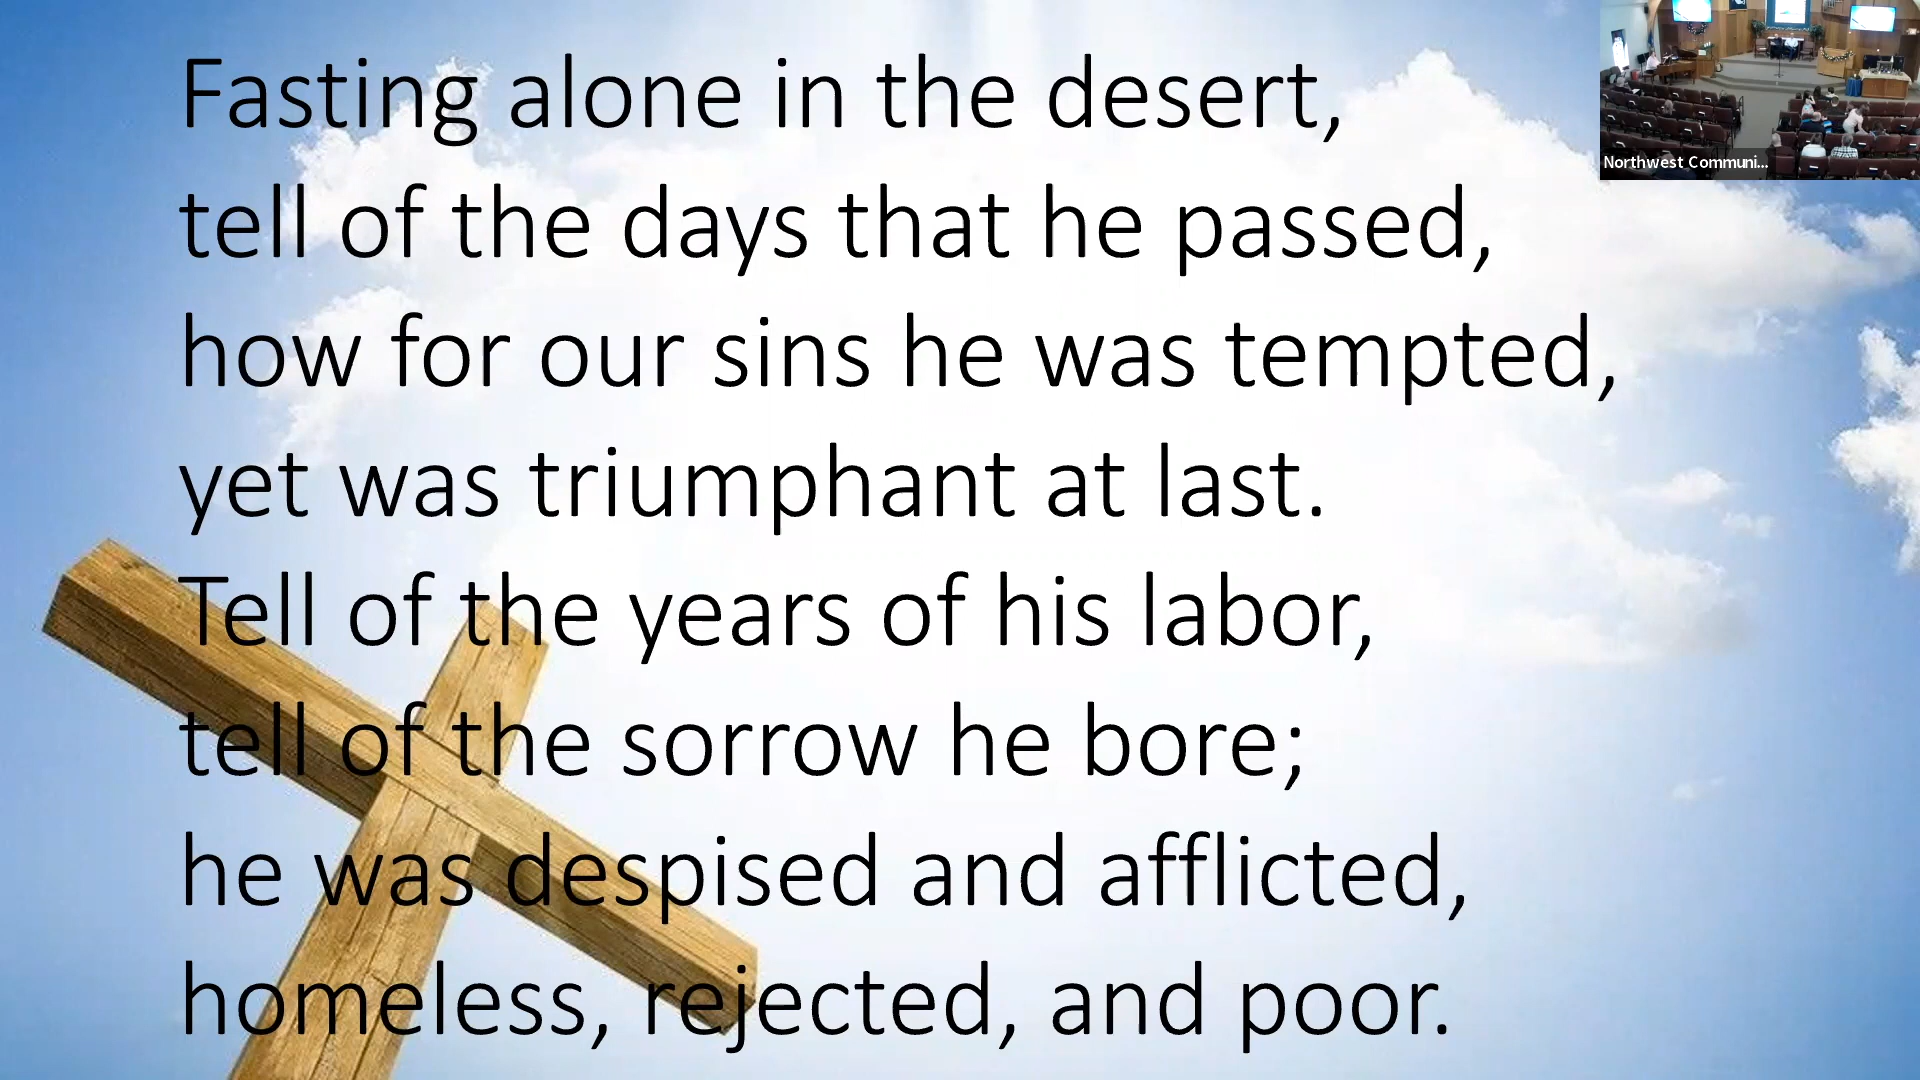 Fasting alone in the desert,
tell of the days that he passed,
how for our sins he was tempted,
yet was triumphant at last.
Tell of the years of his labor,
tell of the sorrow he bore;
he was despised and afflicted,
homeless, rejected, and poor.
Northwest Communi...